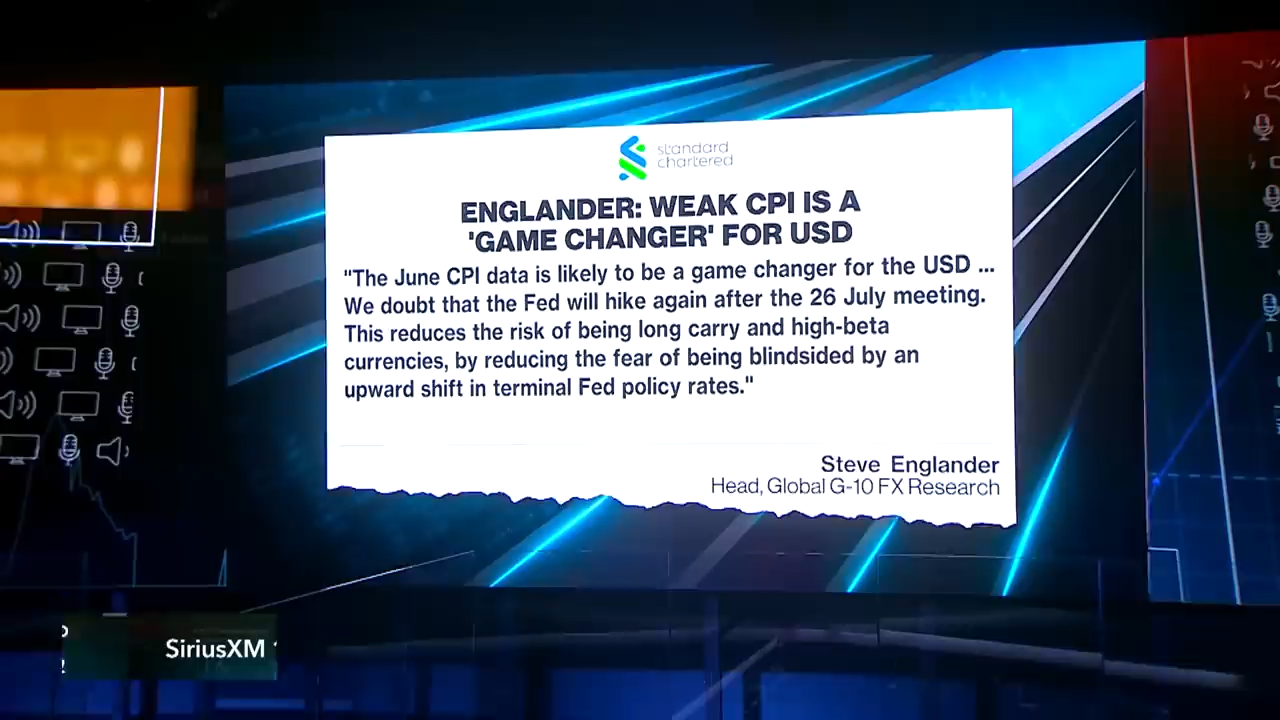 standard
chartered
ENGLANDER: WEAK CPI IS A
'GAME CHANGER' FOR USD
"The June CPI data is likely to be a game changer for the USD ...
We doubt that the Fed will hike again after the 26 July meeting.
This reduces the risk of being long carry and high-beta
currencies, by reducing the fear of being blindsided by an
upward shift in terminal Fed policy rates."
Steve Englander
Head, Global G-10 FX Research
SiriusXM